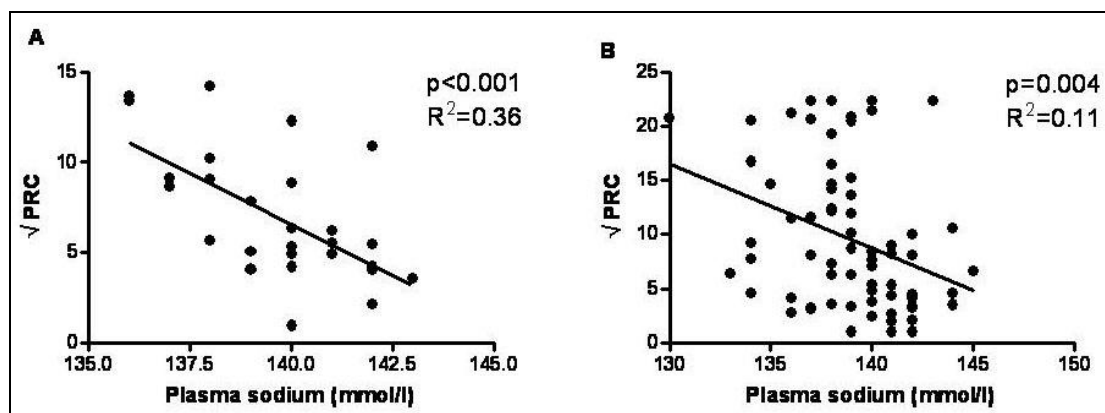 A
p<0.001
R²=0.36
15
10
5
0
√ PRC
135.0 137.5 140.0 142.5 145.0
Plasma sodium (mmol/l)
B
p=0.004
R²=0.11
25
20
15
10
5
0
√ PRC
130 135 140 145 150
Plasma sodium (mmol/l)